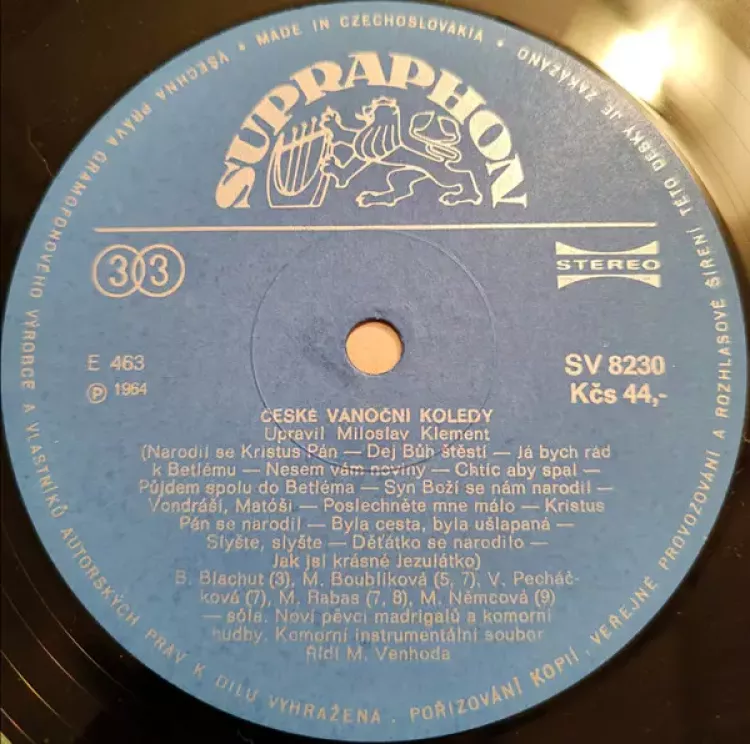 VŠECHNA PRÁVA GRAMOFONOVÉHO VÝROBCE A VLASTNÍKŮ AUTORSKÝCH PRÁV K DÍLU VYHRAŽENA . POŘIZOVÁNÍ KOPIÍ , VEŘEJNÉ PROVOZOVÁNÍ A ROZHLASOVÉ ŠÍŘENÍ TÉTO DESKY JE ZAKÁZÁNO
• MADE IN CZECHOSLOVAKIA •
SUPRAPHON
33
STEREO
E 463
SV 8230
Ⓟ 1964
Kčs 44,-
ČESKÉ VÁNOČNÍ KOLEDY
Upravil Miloslav Klement
(Narodil se Kristus Pán — Dej Bůh štěstí — Já bych rád
k Betlému — Nesem vám noviny — Chtíc aby spal —
Půjdem spolu do Betléma — Syn Boží se nám narodil —
Vondráši, Matóši — Poslechněte mne málo — Kristus
Pán se narodil — Byla cesta, byla ušlapaná —
Slyšte, slyšte — Děťátko se narodilo —
Jak jsi krásné Jezulátko)
B. Blachut (3), M. Boublíková (5, 7), V. Pecháč-
ková (7), M. Rabas (7, 8), M. Němcová (9)
— sóla. Noví pěvci madrigalů a komorní
hudby. Komorní instrumentální soubor
Řídí M. Venhoda